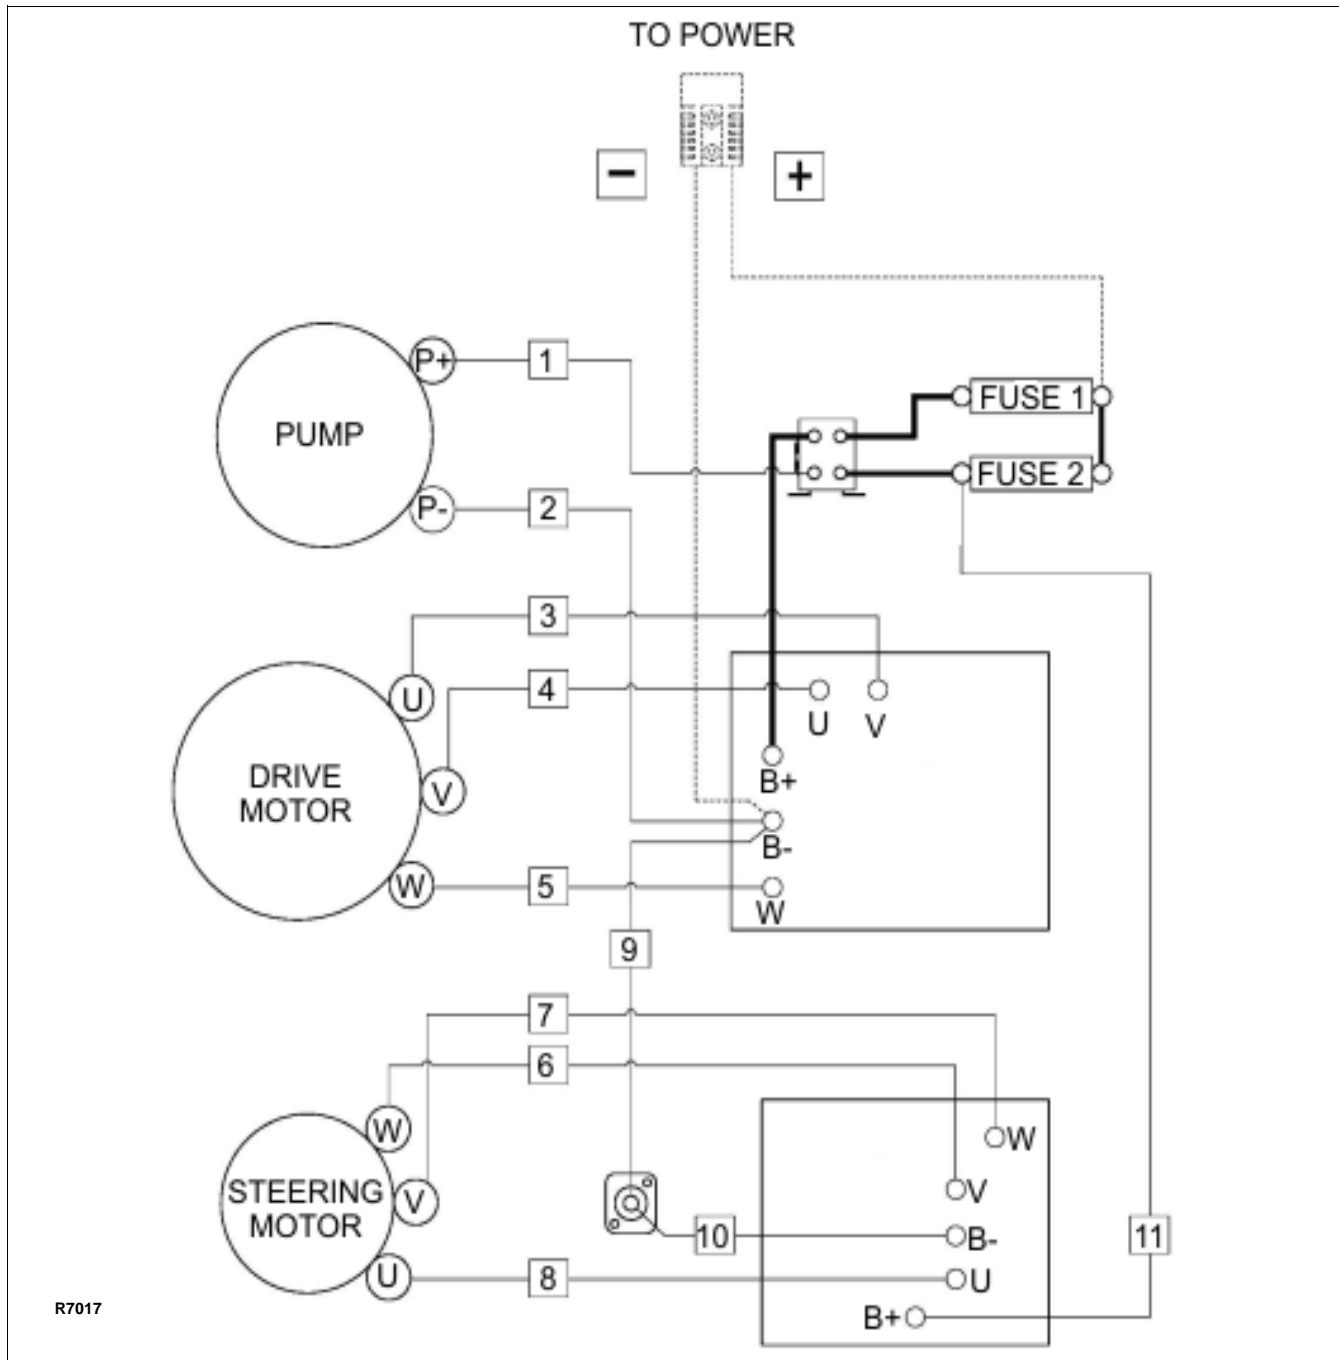 TO POWER
− +
P+ 1
FUSE 1
PUMP
FUSE 2
P- 2
3
4
U
U V
DRIVE
MOTOR
V
B+
B-
W 5
W
9
7
6
W
W
STEERING
MOTOR
V
V
10
B-
11
U 8
U
B+
R7017